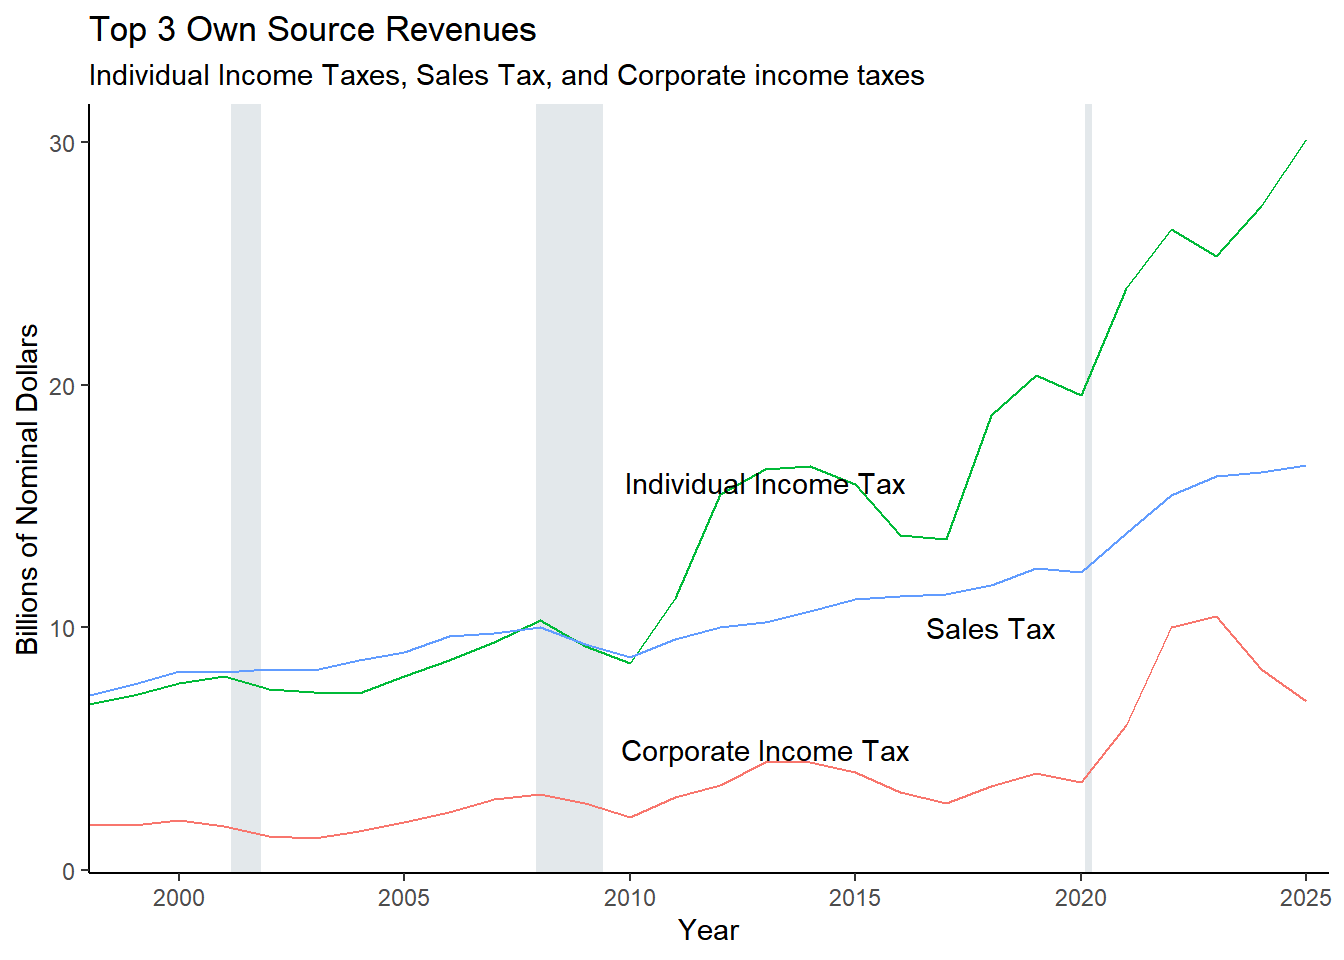 Top 3 Own Source Revenues
Individual Income Taxes, Sales Tax, and Corporate income taxes
Billions of Nominal Dollars
30
20
10
0
Individual Income Tax
Sales Tax
Corporate Income Tax
2000
2005
2010
2015
2020
2025
Year